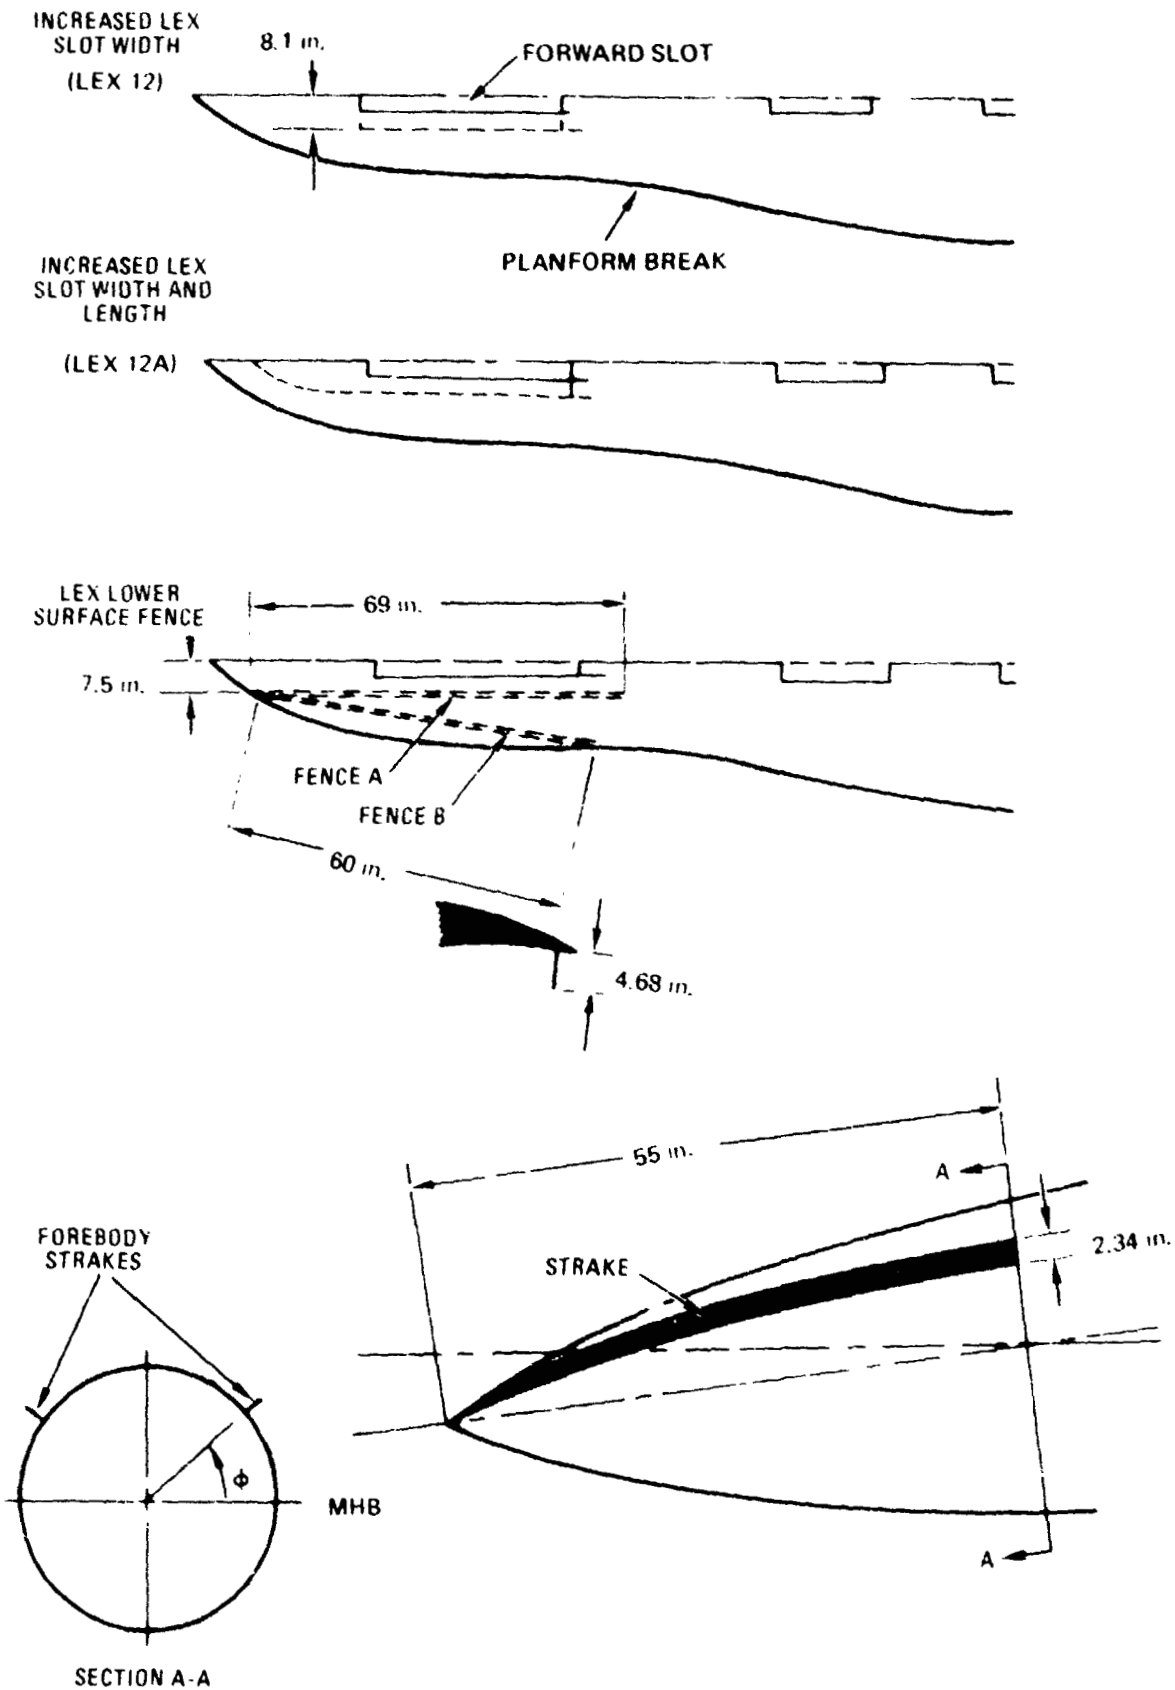 INCREASED LEX
SLOT WIDTH
(LEX 12)
8.1 in.
FORWARD SLOT
PLANFORM BREAK
INCREASED LEX
SLOT WIDTH AND
LENGTH
(LEX 12A)
LEX LOWER
SURFACE FENCE
69 in.
7.5 in.
FENCE A
FENCE B
60 in.
4.68 in.
55 in.
A
2.34 in.
STRAKE
FOREBODY
STRAKES
ϕ
MHB
A
SECTION A-A